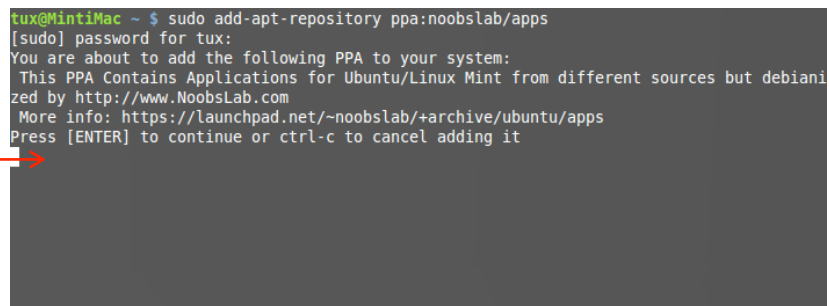 tux@MintiMac ~ $ sudo add-apt-repository ppa:noobslab/apps
[sudo] password for tux:
You are about to add the following PPA to your system:
 This PPA Contains Applications for Ubuntu/Linux Mint from different sources but debiani
zed by http://www.NoobsLab.com
 More info: https://launchpad.net/~noobslab/+archive/ubuntu/apps
Press [ENTER] to continue or ctrl-c to cancel adding it